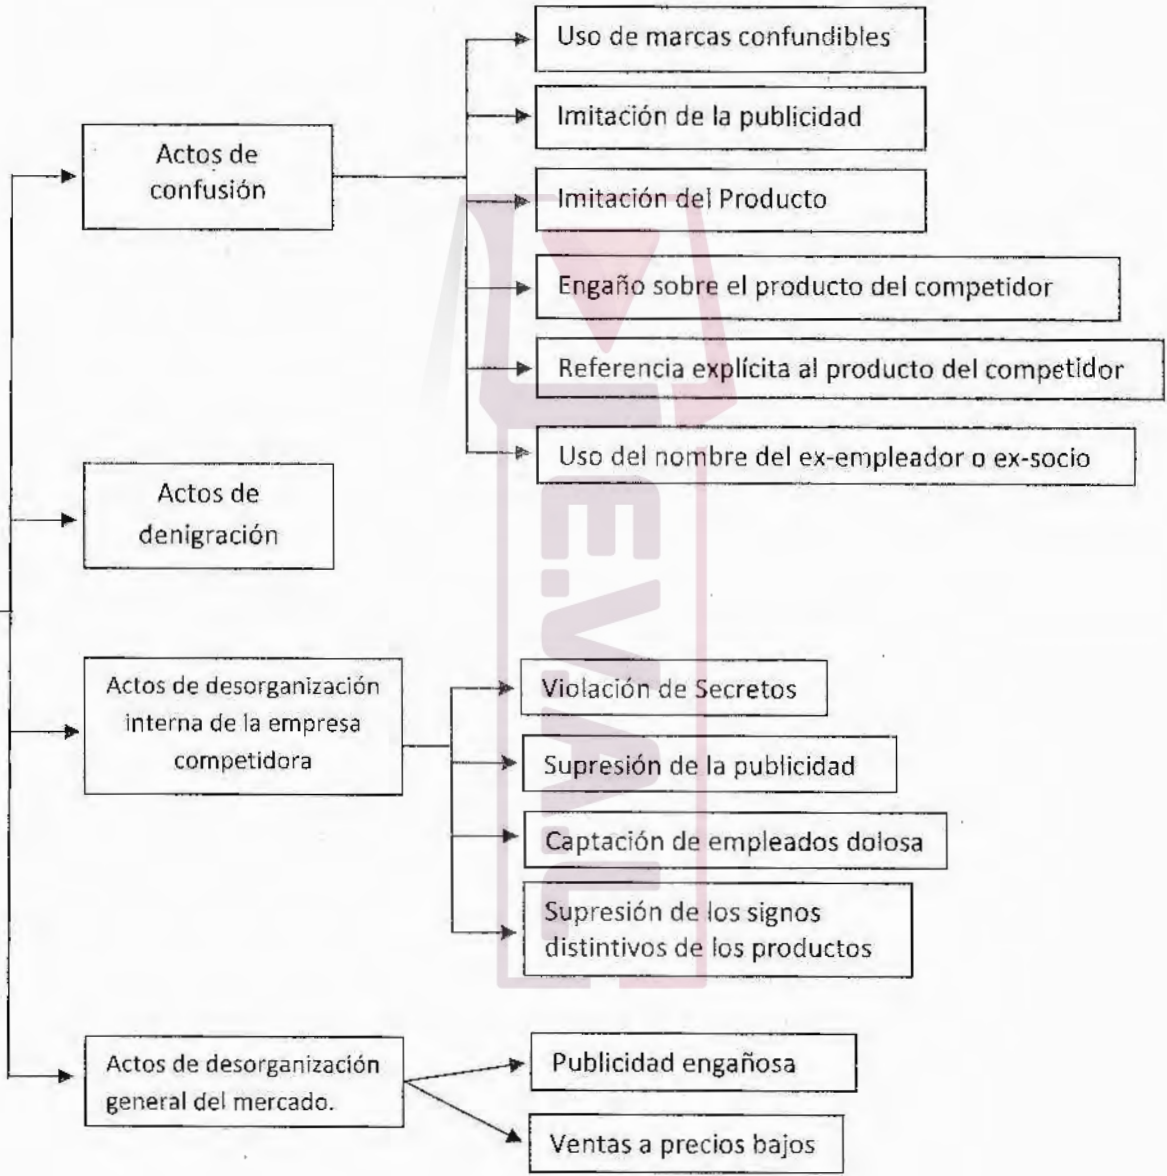 Actos de
confusión
Uso de marcas confundibles
Imitación de la publicidad
Imitación del Producto
Engaño sobre el producto del competidor
Referencia explícita al producto del competidor
Uso del nombre del ex-empleador o ex-socio
Actos de
denigración
Actos de desorganización
interna de la empresa
competidora
Violación de Secretos
Supresión de la publicidad
Captación de empleados dolosa
Supresión de los signos
distintivos de los productos
Actos de desorganización
general del mercado.
Publicidad engañosa
Ventas a precios bajos
E.V.A.L